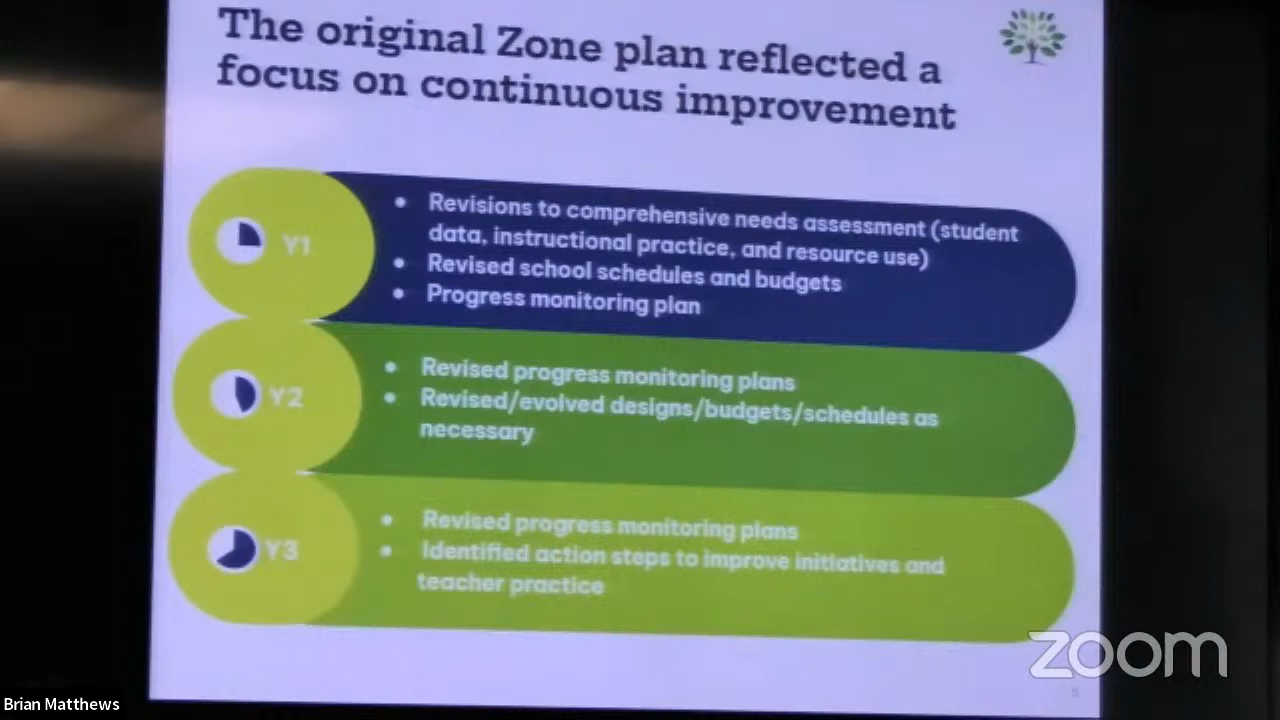 The original Zone plan reflected a
focus on continuous improvement
Y1
• Revisions to comprehensive needs assessment (student
data, instructional practice, and resource use)
• Revised school schedules and budgets
• Progress monitoring plan
Y2
• Revised progress monitoring plans
• Revised/evolved designs/budgets/schedules as
necessary
Y3
• Revised progress monitoring plans
• Identified action steps to improve initiatives and
teacher practice
zoom
5
Brian Matthews